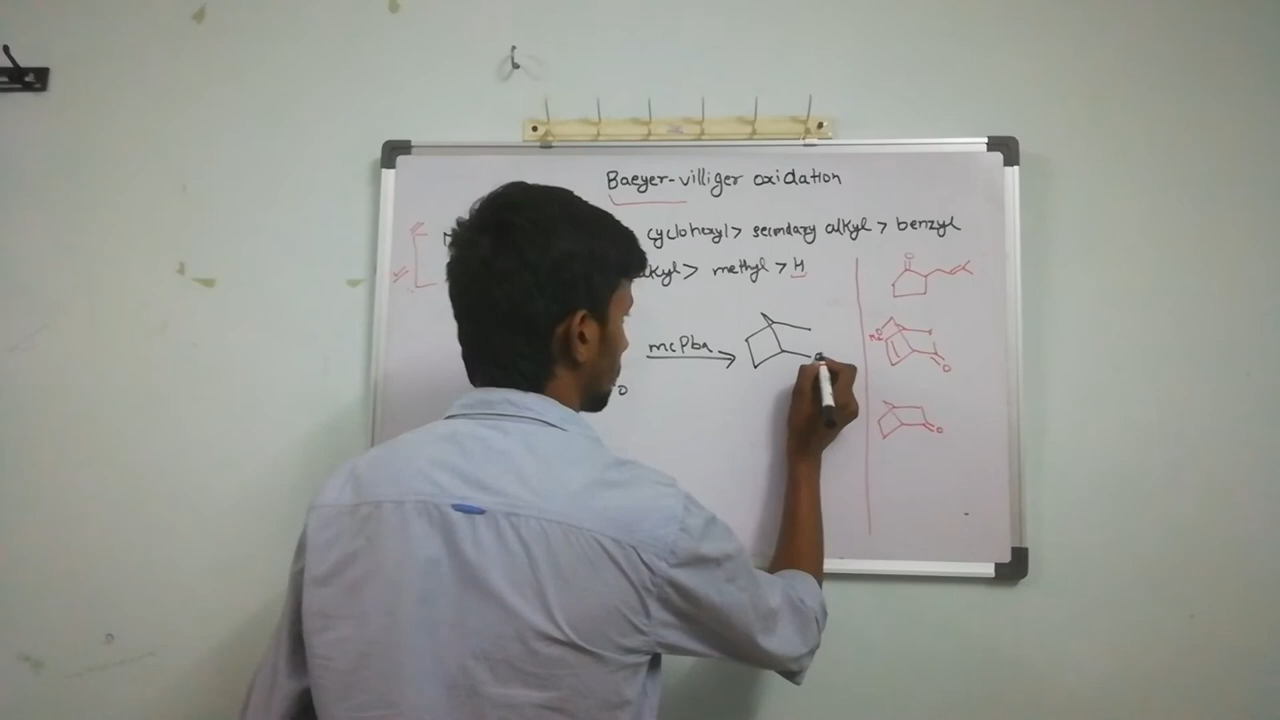 Baeyer-villiger oxidation
cyclohexyl > secondary alkyl > benzyl
alkyl > methyl > H
mcPba
o
o
o
o
o